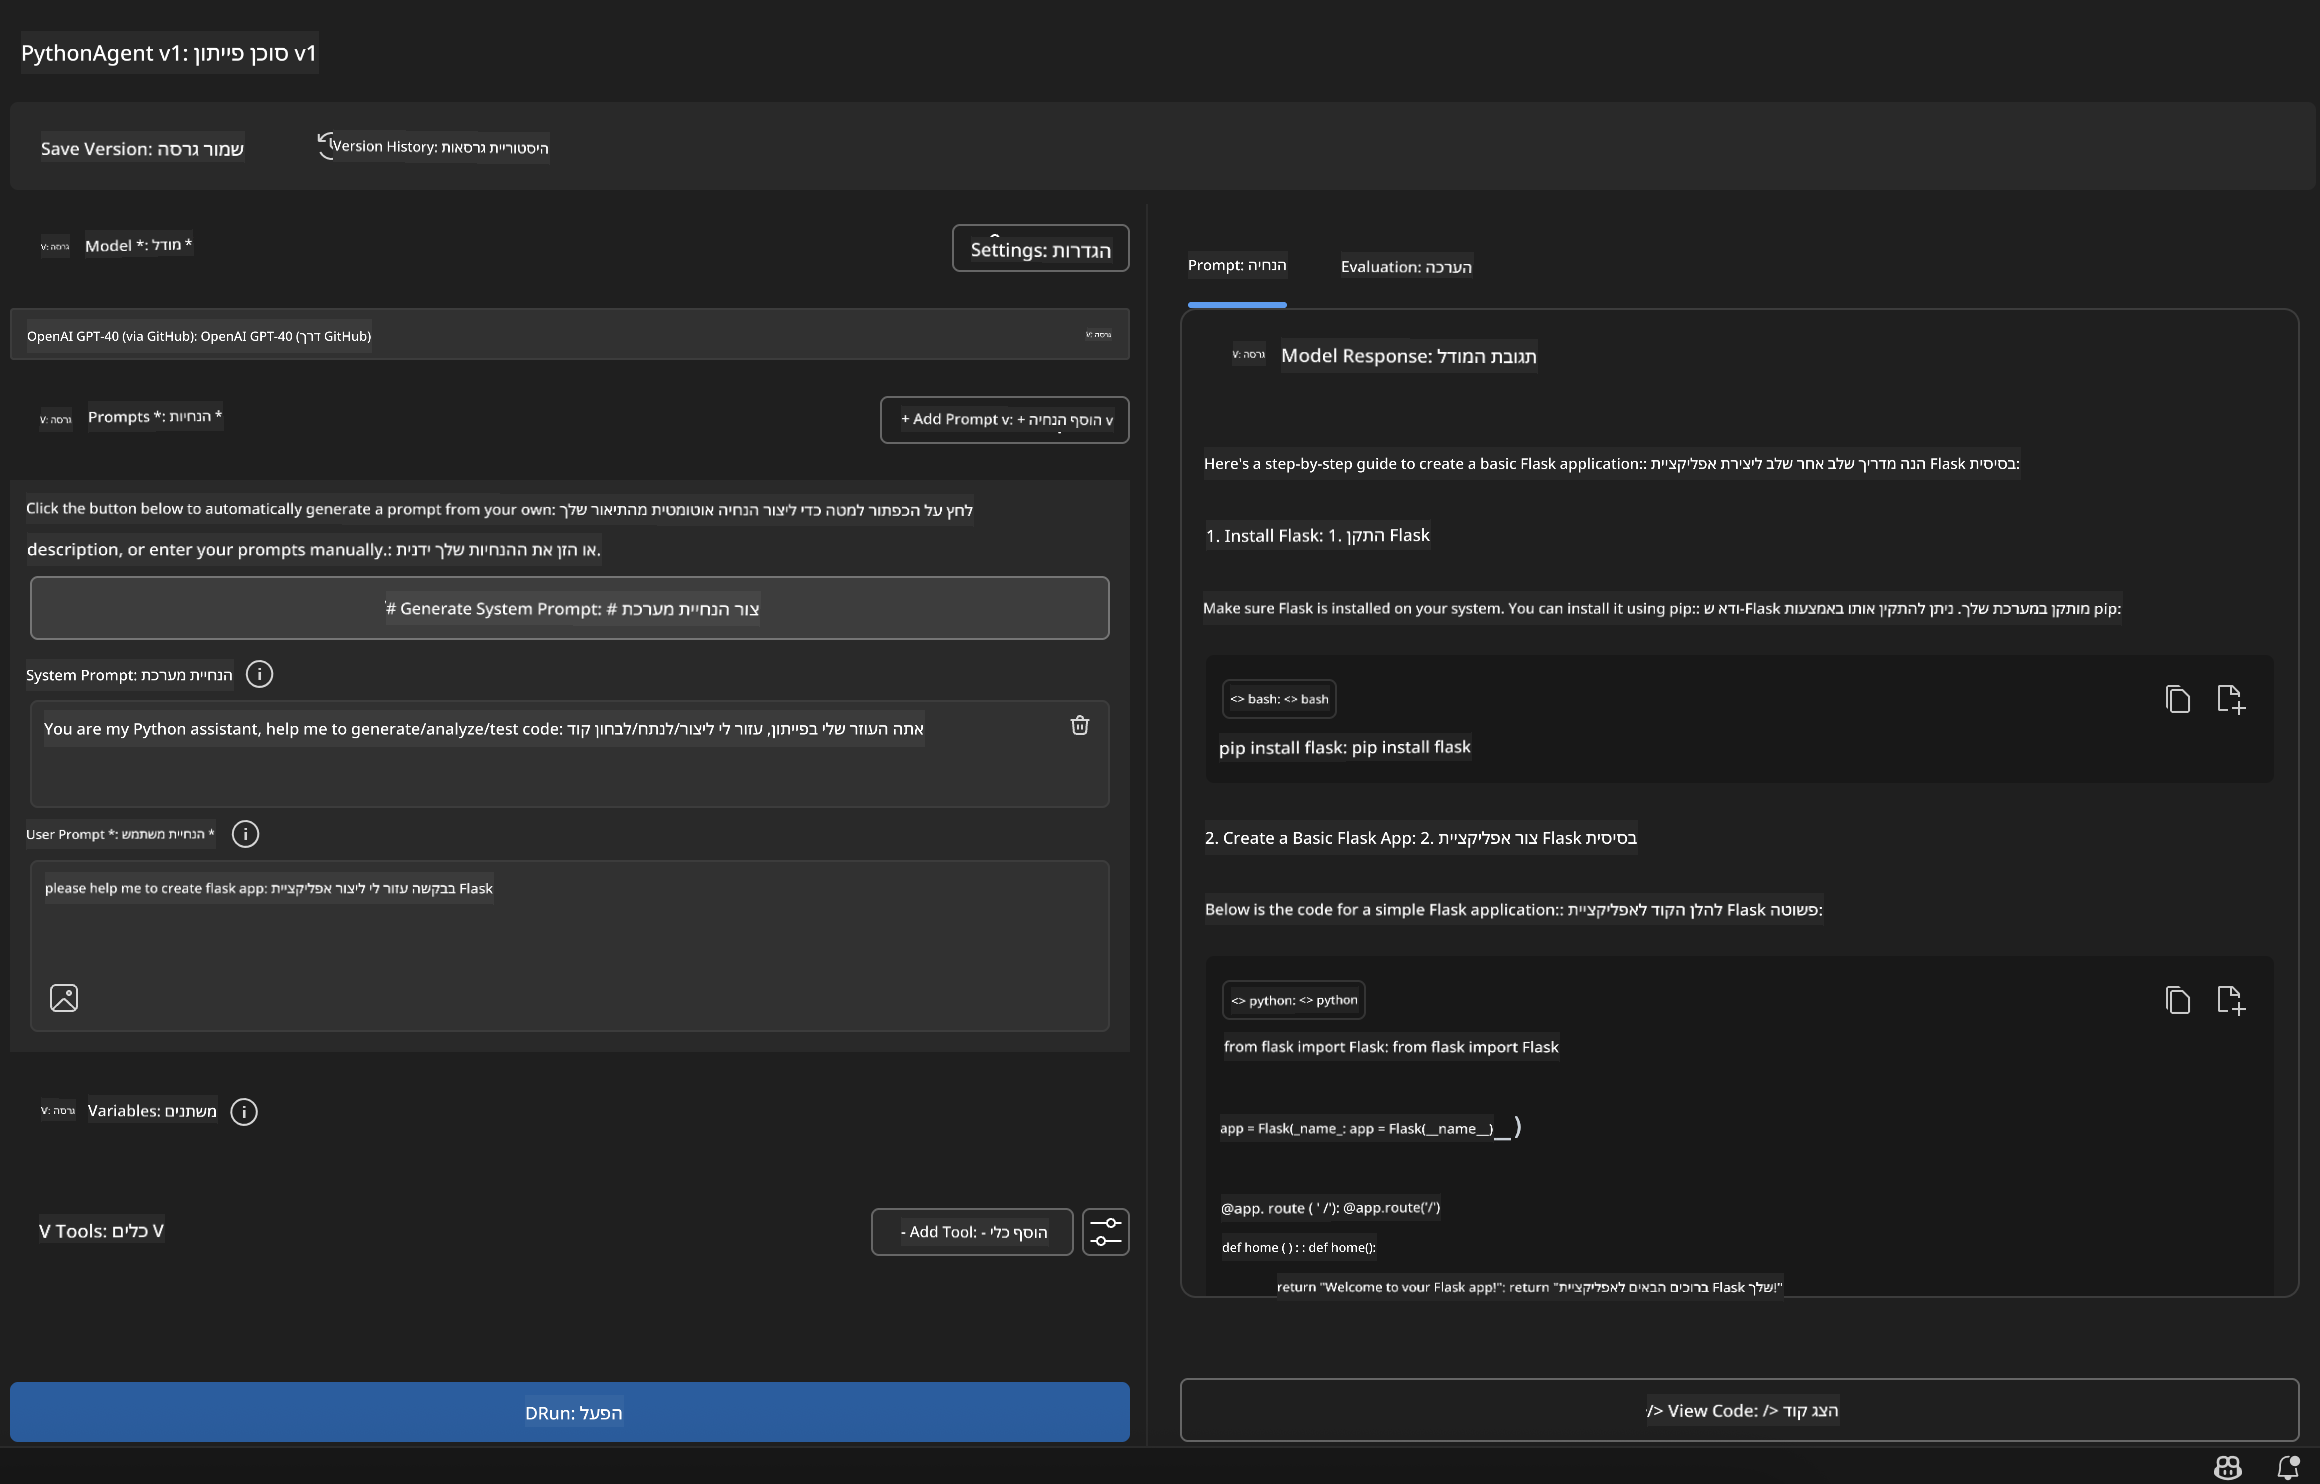 PythonAgent v1: סוכן פייתון v1
Save Version: שמור גרסה
Version History: היסטוריית גרסאות
V: גרסה
Model *: מודל *
Settings: הגדרות
OpenAI GPT-40 (via GitHub): OpenAI GPT-40 (דרך GitHub)
V: גרסה
V: גרסה
Prompts *: הנחיות *
+ Add Prompt v: + הוסף הנחיה v
Click the button below to automatically generate a prompt from your own: לחץ על הכפתור למטה כדי ליצור הנחיה אוטומטית מהתיאור שלך
description, or enter your prompts manually.: או הזן את ההנחיות שלך ידנית.
# Generate System Prompt: # צור הנחיית מערכת
System Prompt: הנחיית מערכת
You are my Python assistant, help me to generate/analyze/test code: אתה העוזר שלי בפייתון, עזור לי ליצור/לנתח/לבחון קוד
User Prompt *: הנחיית משתמש *
please help me to create flask app: בבקשה עזור לי ליצור אפליקציית Flask
V: גרסה
Variables: משתנים
V Tools: כלים V
- Add Tool: - הוסף כלי
DRun: הפעל
Prompt: הנחיה
Evaluation: הערכה
V: גרסה
Model Response: תגובת המודל
Here's a step-by-step guide to create a basic Flask application:: הנה מדריך שלב אחר שלב ליצירת אפליקציית Flask בסיסית:
1. Install Flask: 1. התקן Flask
Make sure Flask is installed on your system. You can install it using pip:: ודא ש-Flask מותקן במערכת שלך. ניתן להתקין אותו באמצעות pip:
<> bash: <> bash
pip install flask: pip install flask
2. Create a Basic Flask App: 2. צור אפליקציית Flask בסיסית
Below is the code for a simple Flask application:: להלן הקוד לאפליקציית Flask פשוטה:
<> python: <> python
from flask import Flask: from flask import Flask
app = Flask(_name_: app = Flask(__name__)_)
@app. route ( ' /'): @app.route('/')
def home ( ) : : def home():
return "Welcome to vour Flask app!": return "ברוכים הבאים לאפליקציית Flask שלך!"
/> View Code: /> הצג קוד